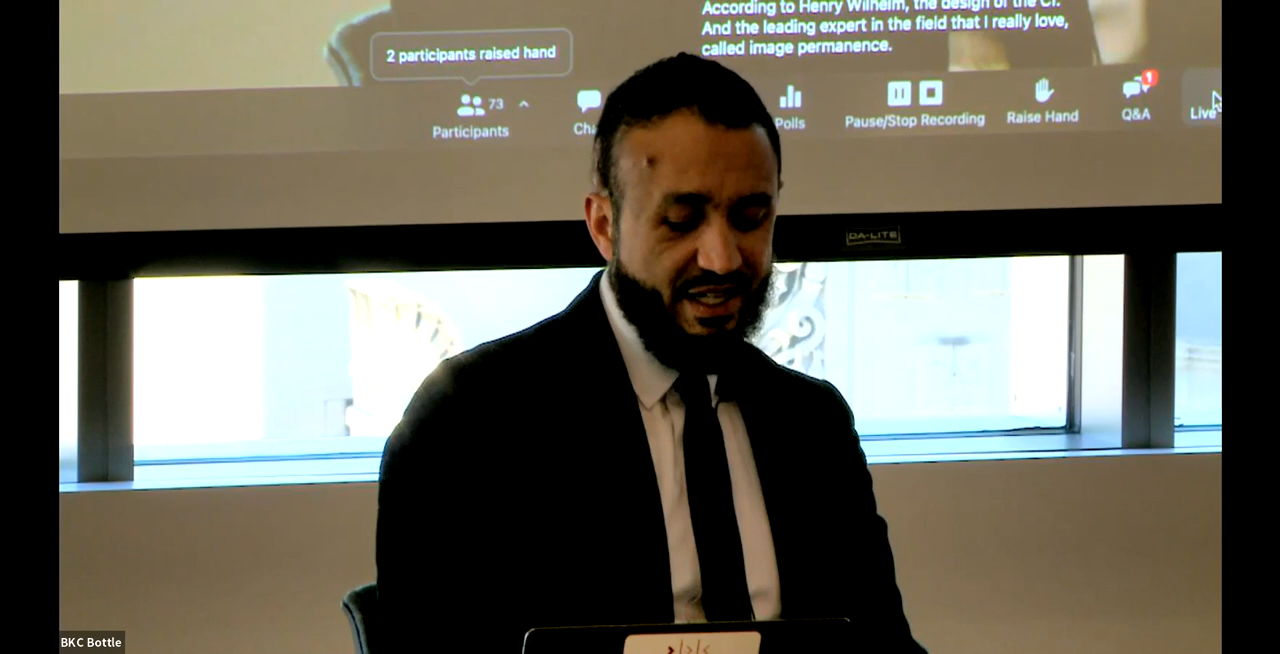 According to Henry Wilhelm, the design of the CI.
And the leading expert in the field that I really love,
called image permanence.
2 participants raised hand
73
Participants
Polls
Pause/Stop Recording
Raise Hand
1
Q&A
Live
DA-LITE
BKC Bottle